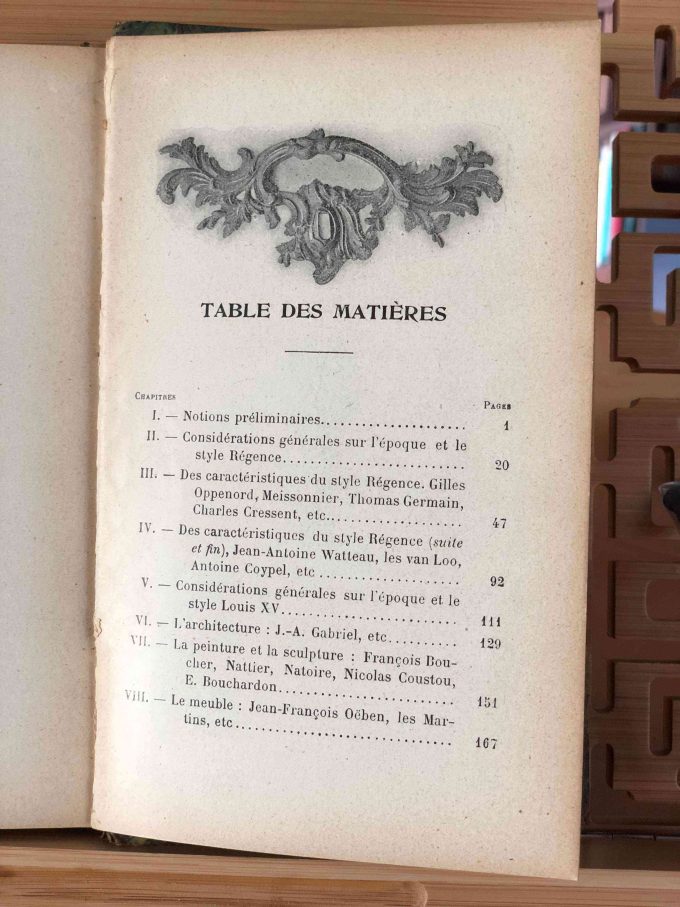 TABLE DES MATIÈRES
CHAPITRES
PAGES
I. — Notions préliminaires...................... 1
II. — Considérations générales sur l'époque et le
style Régence.......................... 20
III. — Des caractéristiques du style Régence. Gilles
Oppenord, Meissonnier, Thomas Germain,
Charles Cressent, etc................... 47
IV. — Des caractéristiques du style Régence (suite
et fin), Jean-Antoine Watteau, les van Loo,
Antoine Coypel, etc .................... 92
V. — Considérations générales sur l'époque et le
style Louis XV......................... 111
VI. — L'architecture : J.-A. Gabriel, etc.......... 129
VII. — La peinture et la sculpture : François Bou-
cher, Nattier, Natoire, Nicolas Coustou,
E. Bouchardon......................... 151
VIII. — Le meuble : Jean-François Oëben, les Mar-
tins, etc............................... 167